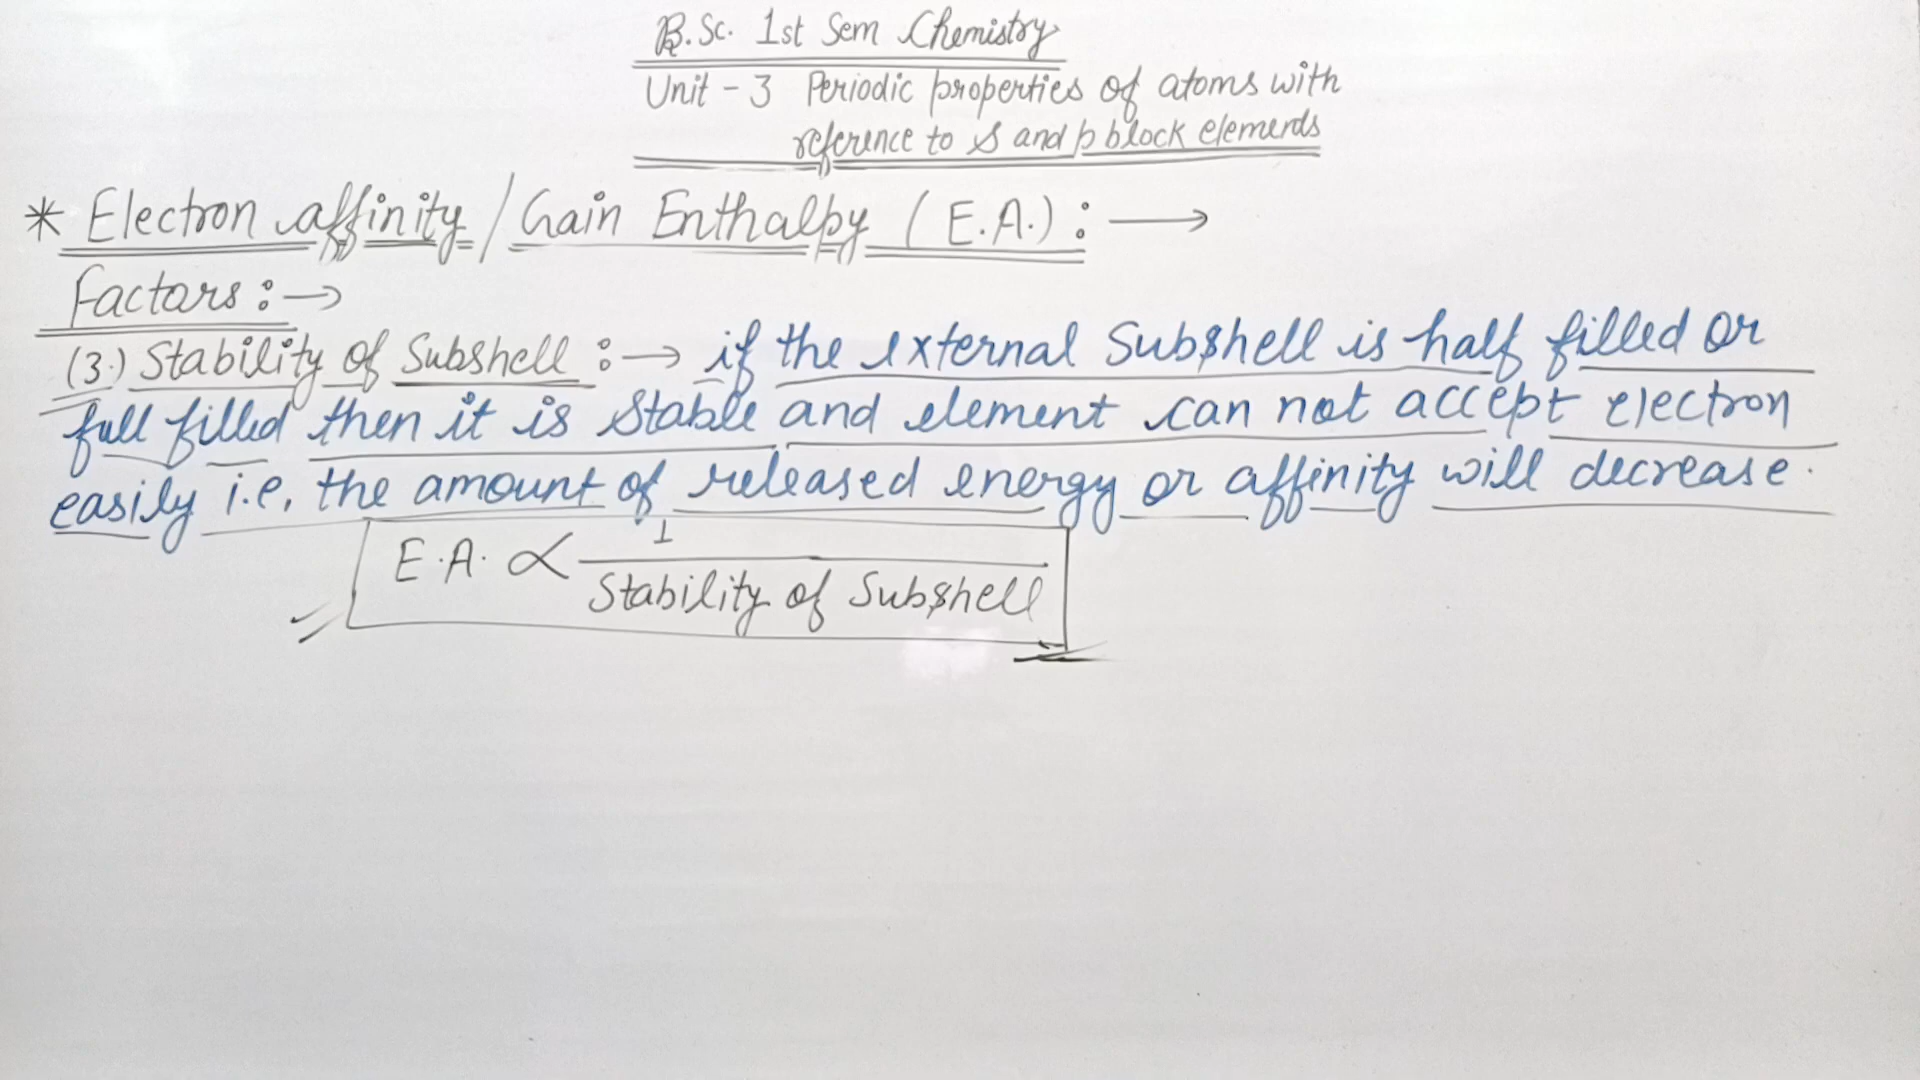 B.Sc. 1st Sem Chemistry
Unit - 3 Periodic properties of atoms with
reference to s and p block elements
* Electron affinity / Gain Enthalpy (E.A.) : →
Factors : →
(3.) Stability of Subshell : → if the external Subshell is half filled or
full filled then it is stable and element can not accept electron
easily i.e, the amount of released energy or affinity will decrease.
E.A. ∝ 1
Stability of Subshell